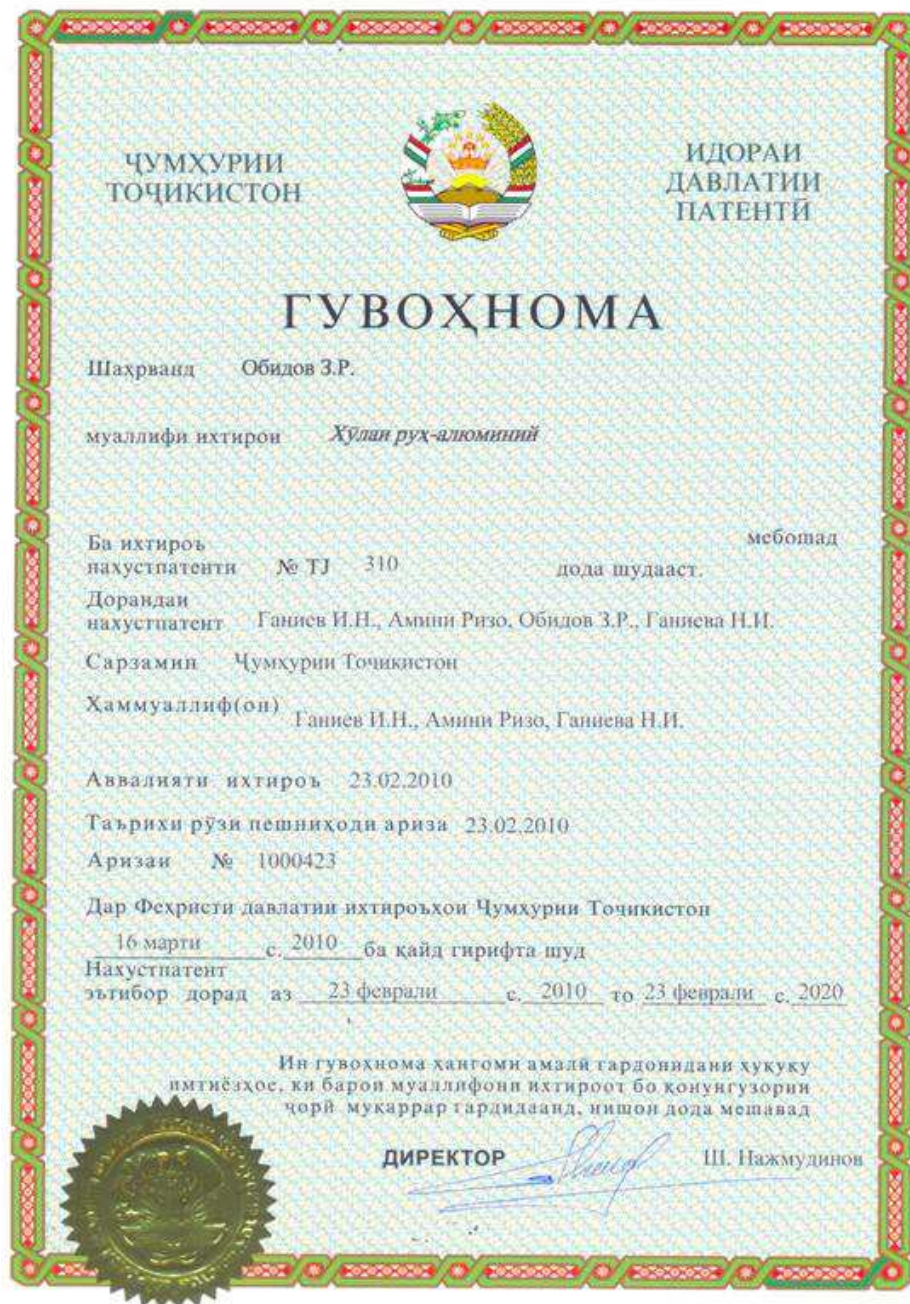 ҶУМҲУРИИ
ТОҶИКИСТОН
ИДОРАИ
ДАВЛАТИИ
ПАТЕНТӢ
ГУВОҲНОМА
Шаҳрванд Обидов З.Р.
муаллифи ихтирои Хӯлаи руҳ-алюминий
мебошад
Ба ихтироъ
нахустпатенти № TJ 310 дода шудааст.
Дорандаи
нахустпатент Ганиев И.Н., Амини Ризо, Обидов З.Р., Ганиева Н.И.
Сарзамин Ҷумҳурии Тоҷикистон
Ҳаммуаллиф(он) Ганиев И.Н., Амини Ризо, Ганиева Н.И.
Аввалияти ихтироъ 23.02.2010
Таърихи рӯзи пешниҳоди ариза 23.02.2010
Аризаи № 1000423
Дар Феҳристи давлатии ихтироъҳои Ҷумҳурии Тоҷикистон
16 марти с. 2010 ба қайд гирифта шуд
Нахустпатент
эътибор дорад аз 23 феврали с. 2010 то 23 феврали с. 2020
Ин гувоҳнома ҳангоми амалӣ гардонидани ҳуқуқу
имтиёзҳое, ки барои муаллифони ихтироот бо қонунгузории
ҷорӣ муқаррар гардидаанд, нишон дода мешавад
ДИРЕКТОР Ш. Нажмудинов